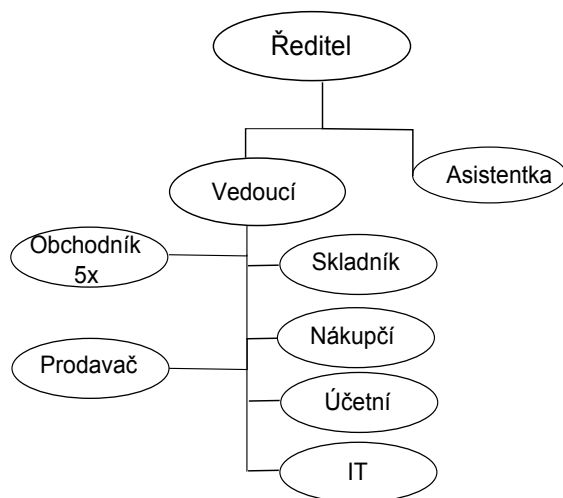 Ředitel
Vedoucí
Asistentka
Obchodník
5x
Skladník
Nákupčí
Prodavač
Účetní
IT